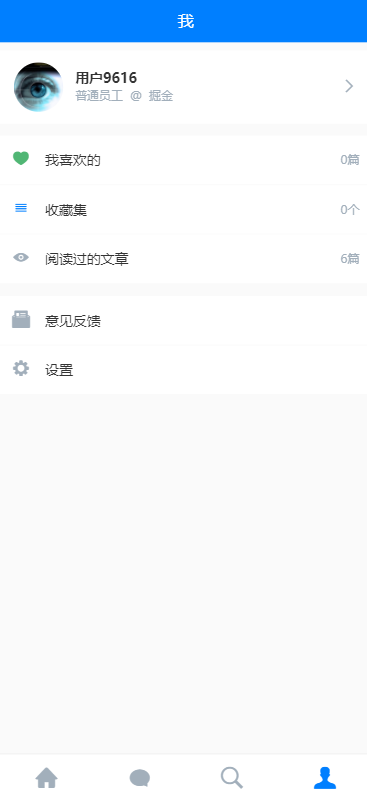 我
用户9616
普通员工 @ 掘金
我喜欢的 0篇
收藏集 0个
阅读过的文章 6篇
意见反馈
设置